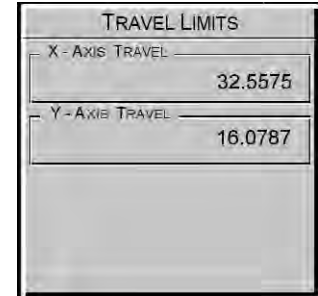 TRAVEL LIMITS
X - AXIS TRAVEL
32.5575
Y - AXIS TRAVEL
16.0787